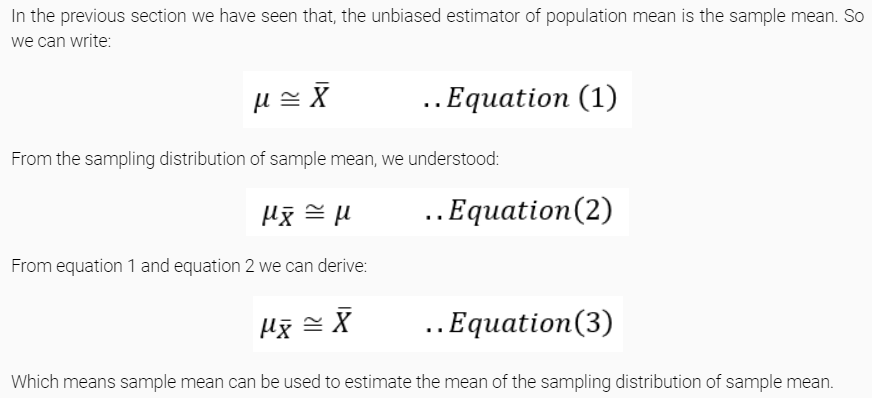 In the previous section we have seen that, the unbiased estimator of population mean is the sample mean. So
we can write:
μ ≅ X̄ ..Equation (1)
From the sampling distribution of sample mean, we understood:
μ_X̄ ≅ μ ..Equation(2)
From equation 1 and equation 2 we can derive:
μ_X̄ ≅ X̄ ..Equation(3)
Which means sample mean can be used to estimate the mean of the sampling distribution of sample mean.